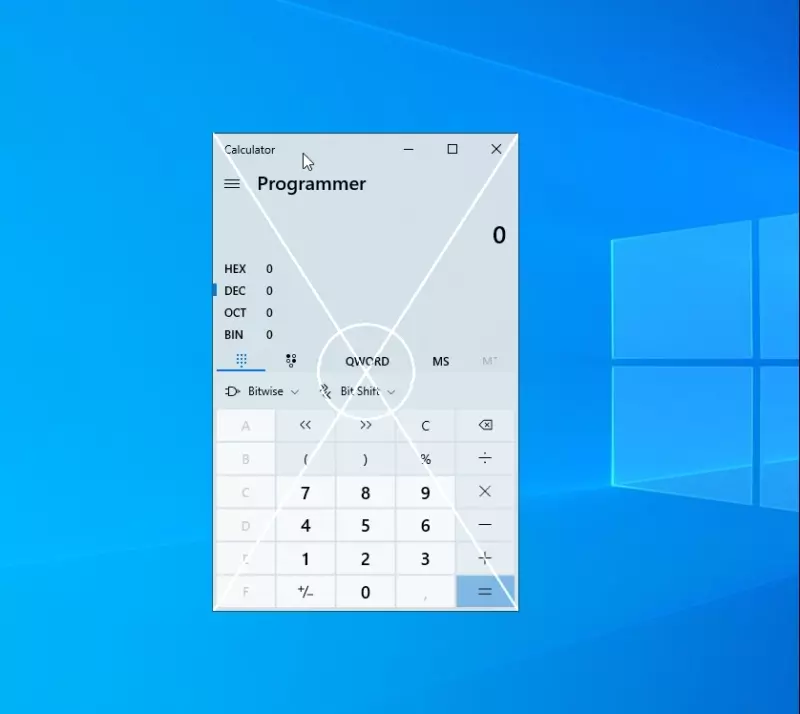 Calculator
Programmer
0
HEX 0
DEC 0
OCT 0
BIN 0
QWORD MS
Bitwise Bit Shift
A << >> C
B ( ) % ÷
C 7 8 9 ×
D 4 5 6 −
E 1 2 3 +
F +/− 0 , =